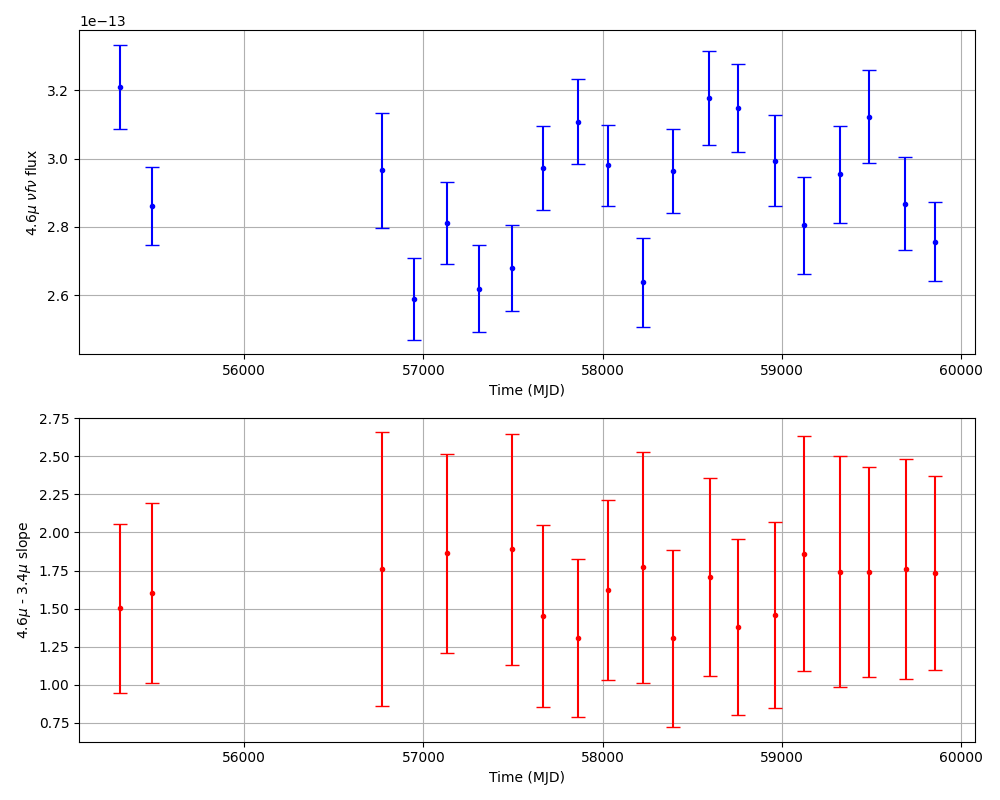 1e−13
3.2
3.0
2.8
2.6
4.6μ νfν flux
56000 57000 58000 59000 60000
Time (MJD)
2.75
2.50
2.25
2.00
1.75
1.50
1.25
1.00
0.75
4.6μ - 3.4μ slope
56000 57000 58000 59000 60000
Time (MJD)